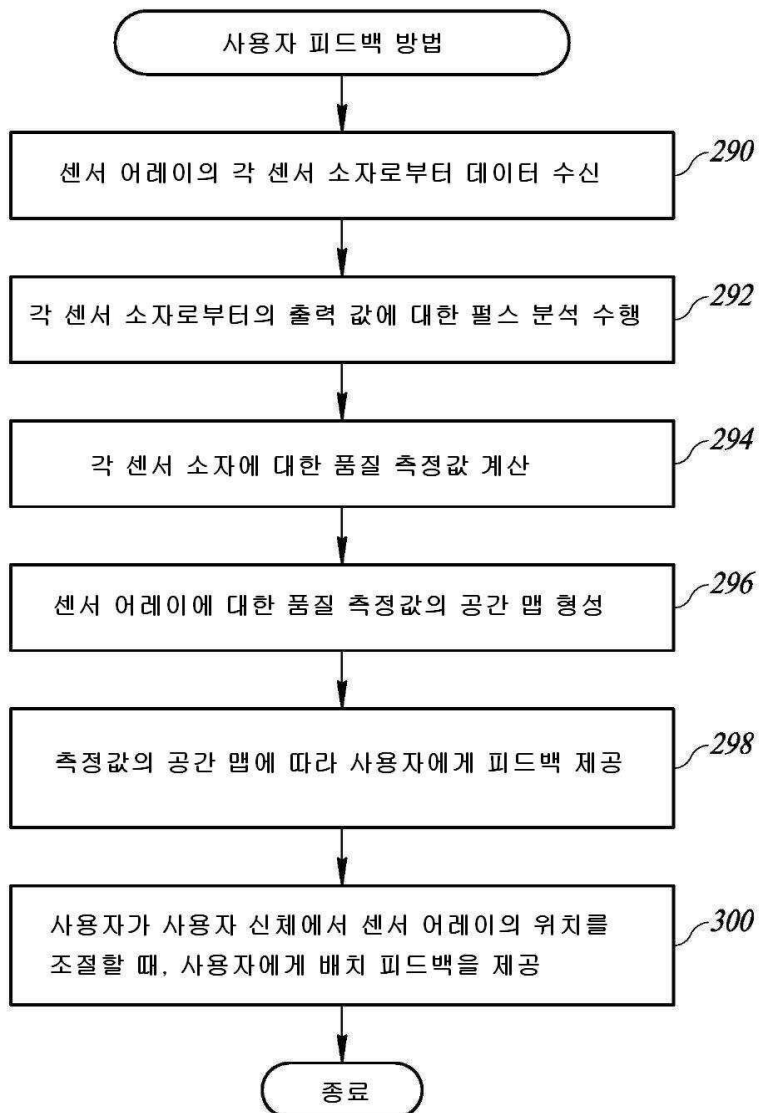 사용자 피드백 방법
센서 어레이의 각 센서 소자로부터 데이터 수신
290
각 센서 소자로부터의 출력 값에 대한 펄스 분석 수행
292
각 센서 소자에 대한 품질 측정값 계산
294
센서 어레이에 대한 품질 측정값의 공간 맵 형성
296
측정값의 공간 맵에 따라 사용자에게 피드백 제공
298
사용자가 사용자 신체에서 센서 어레이의 위치를
조절할 때, 사용자에게 배치 피드백을 제공
300
종료